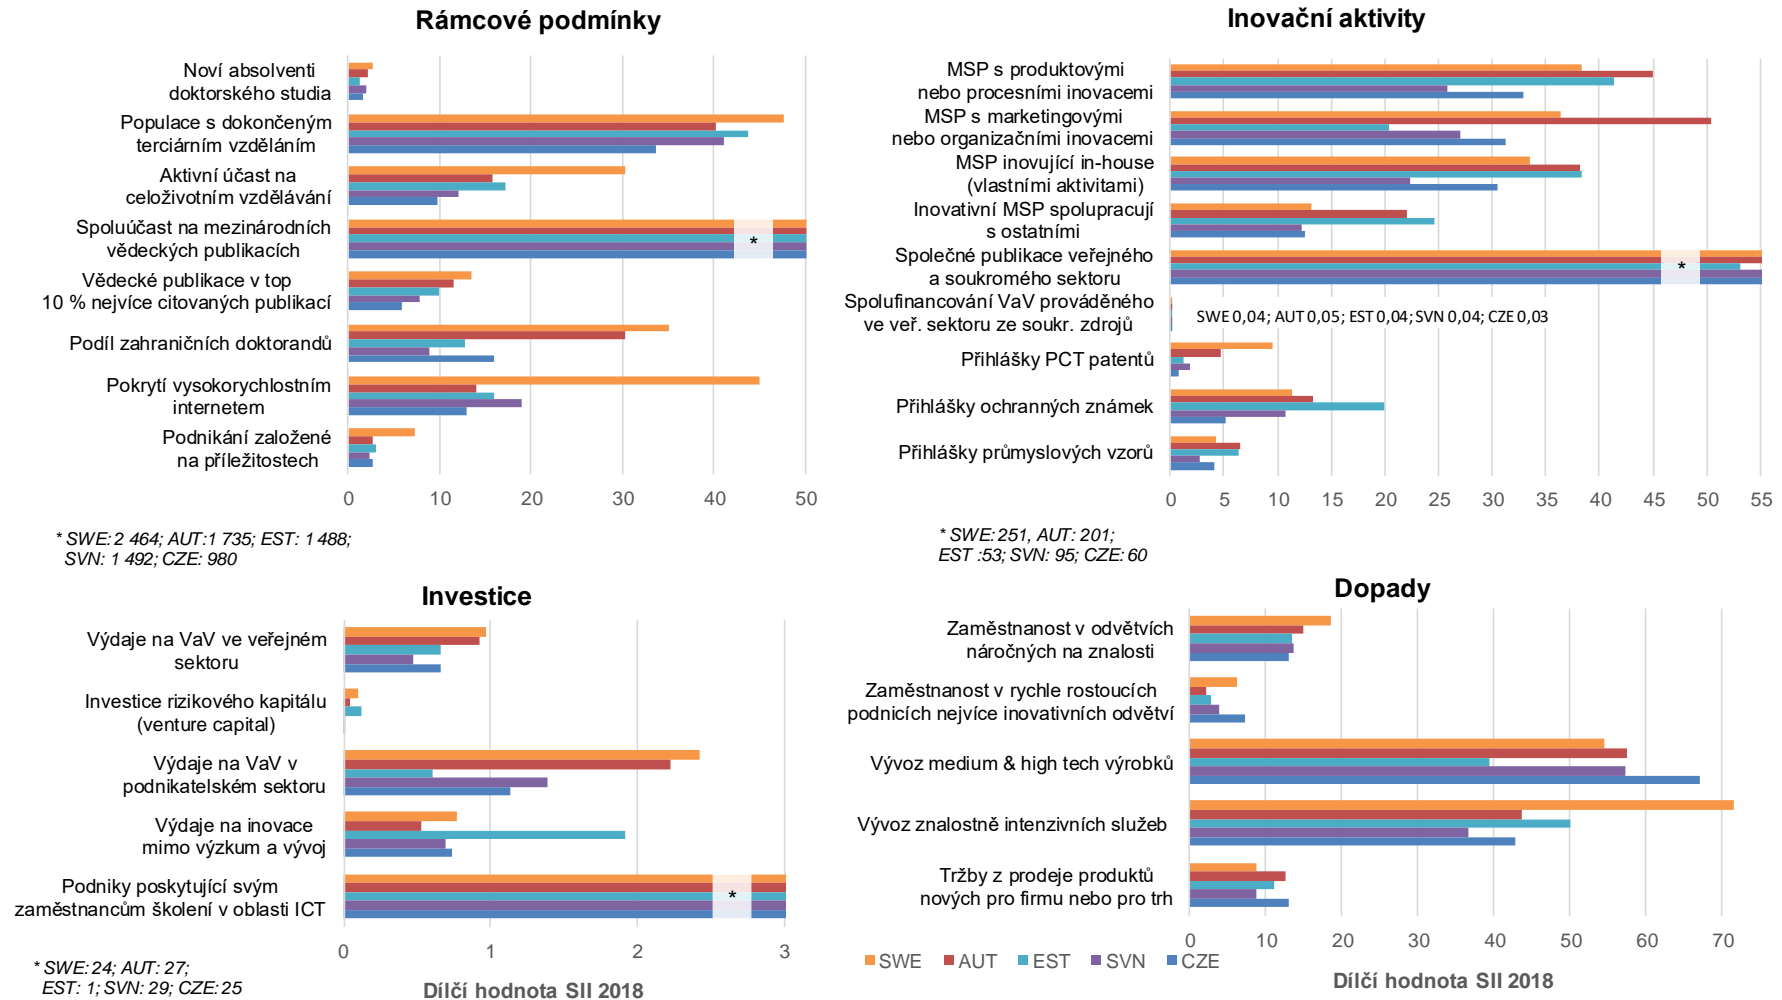 Rámcové podmínky
Noví absolventi
doktorského studia
Populace s dokončeným
terciárním vzděláním
Aktivní účast na
celoživotním vzdělávání
Spoluúčast na mezinárodních
vědeckých publikacích
*
Vědecké publikace v top
10 % nejvíce citovaných publikací
Podíl zahraničních doktorandů
Pokrytí vysokorychlostním
internetem
Podnikání založené
na příležitostech
0 10 20 30 40 50
* SWE: 2 464; AUT:1 735; EST: 1 488;
SVN: 1 492; CZE: 980
Inovační aktivity
MSP s produktovými
nebo procesními inovacemi
MSP s marketingovými
nebo organizačními inovacemi
MSP inovující in-house
(vlastními aktivitami)
Inovativní MSP spolupracují
s ostatními
Společné publikace veřejného
a soukromého sektoru
*
Spolufinancování VaV prováděného
ve veř. sektoru ze soukr. zdrojů
SWE 0,04; AUT 0,05; EST 0,04; SVN 0,04; CZE 0,03
Přihlášky PCT patentů
Přihlášky ochranných známek
Přihlášky průmyslových vzorů
0 5 10 15 20 25 30 35 40 45 50 55
* SWE: 251, AUT: 201;
EST :53; SVN: 95; CZE: 60
Investice
Výdaje na VaV ve veřejném
sektoru
Investice rizikového kapitálu
(venture capital)
Výdaje na VaV v
podnikatelském sektoru
Výdaje na inovace
mimo výzkum a vývoj
Podniky poskytující svým
zaměstnancům školení v oblasti ICT
*
0 1 2 3
* SWE: 24; AUT: 27;
EST: 1; SVN: 29; CZE: 25
Dílčí hodnota SII 2018
Dopady
Zaměstnanost v odvětvích
náročných na znalosti
Zaměstnanost v rychle rostoucích
podnicích nejvíce inovativních odvětví
Vývoz medium & high tech výrobků
Vývoz znalostně intenzivních služeb
Tržby z prodeje produktů
nových pro firmu nebo pro trh
0 10 20 30 40 50 60 70
SWE AUT EST SVN CZE
Dílčí hodnota SII 2018